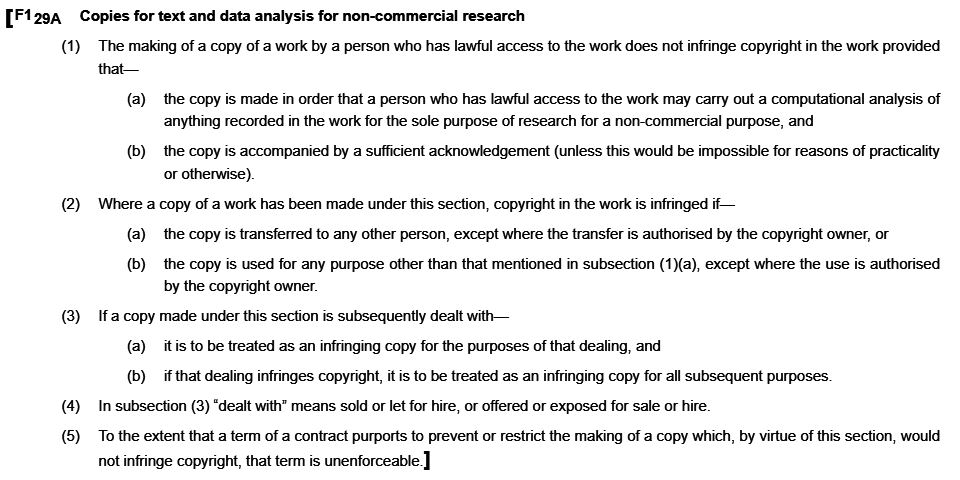 [F1 29A Copies for text and data analysis for non-commercial research
(1) The making of a copy of a work by a person who has lawful access to the work does not infringe copyright in the work provided
that—
(a) the copy is made in order that a person who has lawful access to the work may carry out a computational analysis of
anything recorded in the work for the sole purpose of research for a non-commercial purpose, and
(b) the copy is accompanied by a sufficient acknowledgement (unless this would be impossible for reasons of practicality
or otherwise).
(2) Where a copy of a work has been made under this section, copyright in the work is infringed if—
(a) the copy is transferred to any other person, except where the transfer is authorised by the copyright owner, or
(b) the copy is used for any purpose other than that mentioned in subsection (1)(a), except where the use is authorised
by the copyright owner.
(3) If a copy made under this section is subsequently dealt with—
(a) it is to be treated as an infringing copy for the purposes of that dealing, and
(b) if that dealing infringes copyright, it is to be treated as an infringing copy for all subsequent purposes.
(4) In subsection (3) “dealt with” means sold or let for hire, or offered or exposed for sale or hire.
(5) To the extent that a term of a contract purports to prevent or restrict the making of a copy which, by virtue of this section, would
not infringe copyright, that term is unenforceable.]